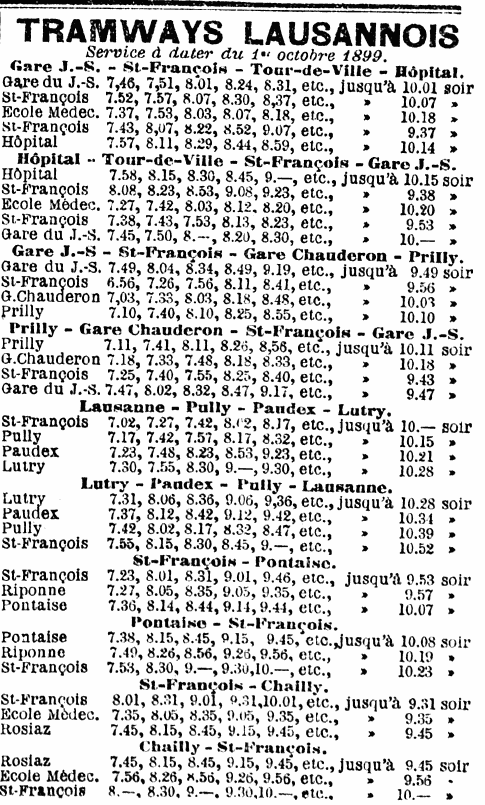 TRAMWAYS LAUSANNOIS
Service à dater du 1er octobre 1899.
Gare J.-S. - St-François - Tour-de-Ville - Hôpital.
Gare du J.-S. 7,46, 7,51, 8.01, 8.24, 8.31, etc., jusqu'à 10.01 soir
St-François 7.52, 7.57, 8.07, 8.30, 8,37, etc., » 10.07 »
Ecole Médec. 7.37, 7.53, 8.03, 8.07, 8.18, etc., » 10.18 »
St-François 7.43, 8,07, 8.22, 8.52, 9.07, etc., » 9.37 »
Hôpital 7.57, 8.11, 8.29, 8.44, 8.59, etc., » 10.14 »
Hôpital - Tour-de-Ville - St-François - Gare J.-S.
Hôpital 7.58, 8.15, 8.30, 8.45, 9.—, etc., jusqu'à 10.15 soir
St-François 8.08, 8.23, 8.53, 9.08, 9.23, etc., » 9.38 »
Ecole Médec. 7.27, 7.42, 8.03, 8.12, 8.20, etc., » 10.20 »
St-François 7.38, 7.43, 7.53, 8.13, 8.23, etc., » 9.53 »
Gare du J.-S. 7.45, 7.50, 8.—, 8.20, 8.30, etc., » 10.— »
Gare J.-S - St-François - Gare Chauderon - Prilly.
Gare du J.-S. 7.49, 8.04, 8.34, 8.49, 9.19, etc., jusqu'à 9.49 soir
St-François 6.56, 7.26, 7.56, 8.11, 8.41, etc., » 9.56 »
G.Chauderon 7,03, 7.33, 8.03, 8.18, 8.48, etc., » 10.03 »
Prilly 7.10, 7.40, 8.10, 8.25, 8.55, etc., » 10.10 »
Prilly - Gare Chauderon - St-François - Gare J.-S.
Prilly 7.11, 7.41, 8.11, 8.26, 8,56, etc., jusqu'à 10.11 soir
G.Chauderon 7.18, 7.33, 7.48, 8.18, 8.33, etc., » 10.18 »
St-François 7.25, 7.40, 7.55, 8.25, 8.40, etc., » 9.43 »
Gare du J.-S. 7.47, 8.02, 8.32, 8.47, 9.17, etc., » 9.47 »
Lausanne - Pully - Paudex - Lutry.
St-François 7.02, 7.27, 7.42, 8.02, 8.17, etc., jusqu'à 10.— soir
Pully 7.17, 7.42, 7.57, 8.17, 8.32, etc., » 10.15 »
Paudex 7.23, 7.48, 8.23, 8.53, 9.23, etc., » 10.21 »
Lutry 7.30, 7.55, 8.30, 9.—, 9.30, etc., » 10.28 »
Lutry - Paudex - Pully - Lausanne.
Lutry 7.31, 8.06, 8.36, 9.06, 9,36, etc., jusqu'à 10.28 soir
Paudex 7.37, 8.12, 8.42, 9.12, 9.42, etc., » 10.34 »
Pully 7.42, 8.02, 8.17, 8.32, 8.47, etc., » 10.39 »
St-François 7.55, 8.15, 8.30, 8.45, 9.—, etc., » 10.52 »
St-François - Pontaise.
St-François 7.23, 8.01, 8.31, 9.01, 9.46, etc., jusqu'à 9.53 soir
Riponne 7.27, 8.05, 8.35, 9.05, 9.35, etc., » 9.57 »
Pontaise 7.36, 8.14, 8.44, 9.14, 9.44, etc., » 10.07 »
Pontaise - St-François.
Pontaise 7.38, 8.15, 8.45, 9.15, 9.45, etc., jusqu'à 10.08 soir
Riponne 7.49, 8.26, 8.56, 9.26, 9.56, etc., » 10.19 »
St-François 7.53, 8.30, 9.—, 9.30, 10.—, etc., » 10.23 »
St-François - Chailly.
St-François 8.01, 8.31, 9.01, 9.31, 10.01, etc., jusqu'à 9.31 soir
Ecole Médec. 7.35, 8.05, 8.35, 9.05, 9.35, etc., » 9.35 »
Rosiaz 7.45, 8.15, 8.45, 9.15, 9.45, etc., » 9.45 »
Chailly - St-François.
Rosiaz 7.45, 8.15, 8.45, 9.15, 9.45, etc., jusqu'à 9.45 soir
Ecole Médec. 7.56, 8.26, 8.56, 9.26, 9.56, etc., » 9.56 »
St-François 8.—, 8.30, 9.—, 9.30, 10.—, etc., » 10.— »